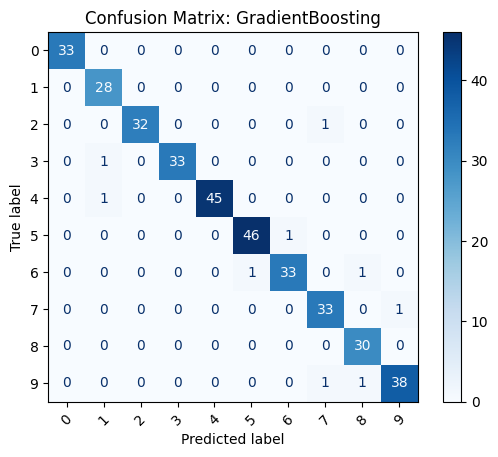 Confusion Matrix: GradientBoosting
0 33 0 0 0 0 0 0 0 0 0
1 0 28 0 0 0 0 0 0 0 0
2 0 0 32 0 0 0 0 1 0 0
3 0 1 0 33 0 0 0 0 0 0
4 0 1 0 0 45 0 0 0 0 0
5 0 0 0 0 0 46 1 0 0 0
6 0 0 0 0 0 1 33 0 1 0
7 0 0 0 0 0 0 0 33 0 1
8 0 0 0 0 0 0 0 0 30 0
9 0 0 0 0 0 0 0 1 1 38
0 1 2 3 4 5 6 7 8 9
Predicted label
True label
40
30
20
10
0